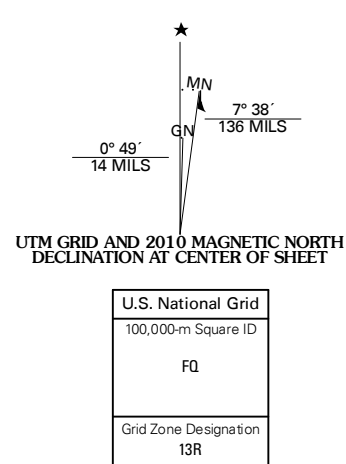 ★
MN
7° 38´
136 MILS
GN
0° 49´
14 MILS
UTM GRID AND 2010 MAGNETIC NORTH
DECLINATION AT CENTER OF SHEET
U.S. National Grid
100,000-m Square ID
FQ
Grid Zone Designation
13R